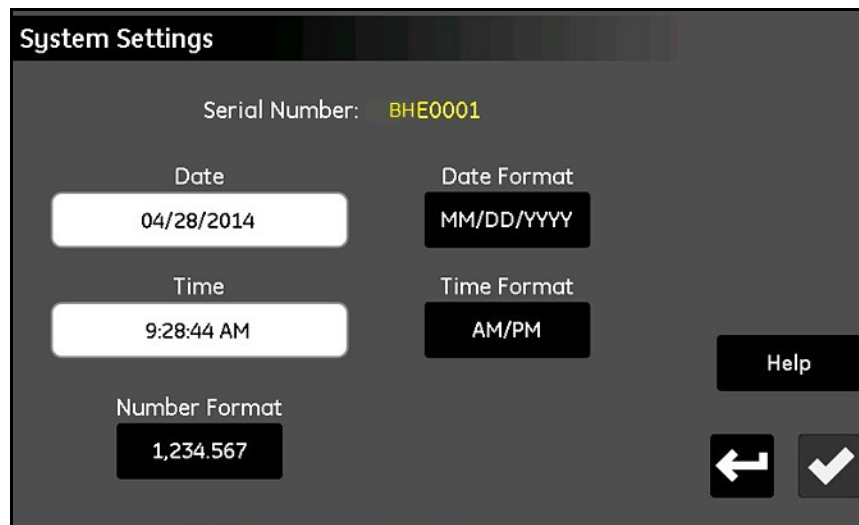 System Settings
Serial Number: BHE0001
Date
Date Format
04/28/2014
MM/DD/YYYY
Time
Time Format
9:28:44 AM
AM/PM
Help
Number Format
1,234.567